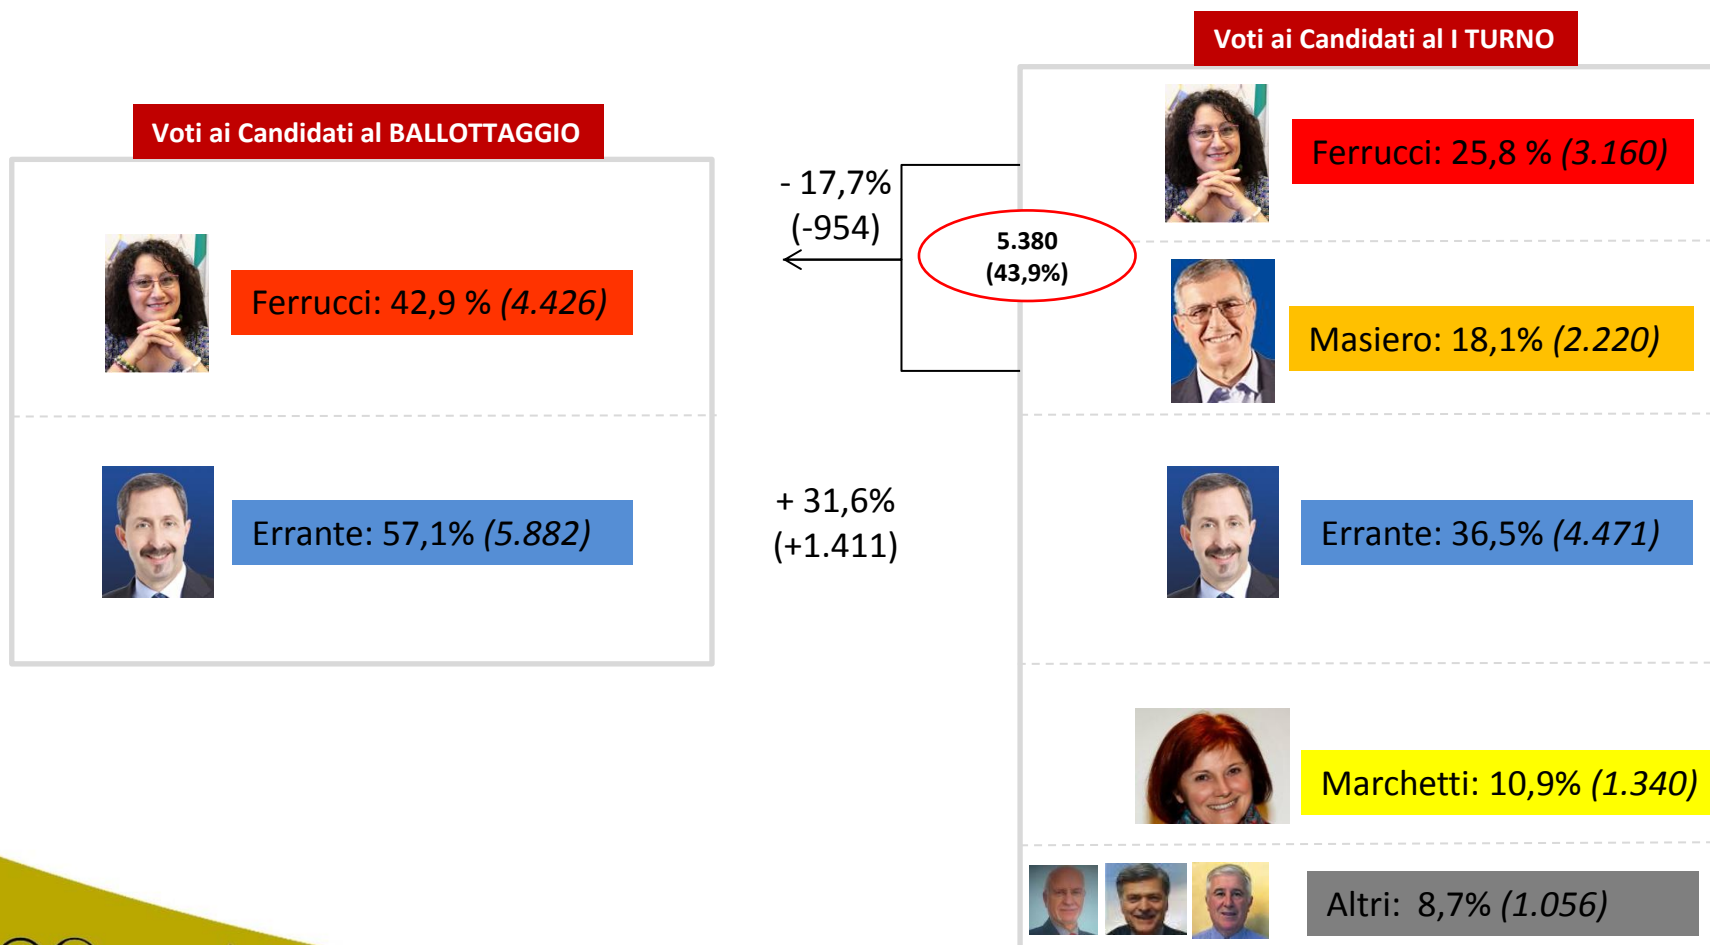 Voti ai Candidati al I TURNO
Voti ai Candidati al BALLOTTAGGIO
Ferrucci: 42,9 % (4.426)
Errante: 57,1% (5.882)
- 17,7%
(-954)
+ 31,6%
(+1.411)
5.380
(43,9%)
Ferrucci: 25,8 % (3.160)
Masiero: 18,1% (2.220)
Errante: 36,5% (4.471)
Marchetti: 10,9% (1.340)
Altri: 8,7% (1.056)